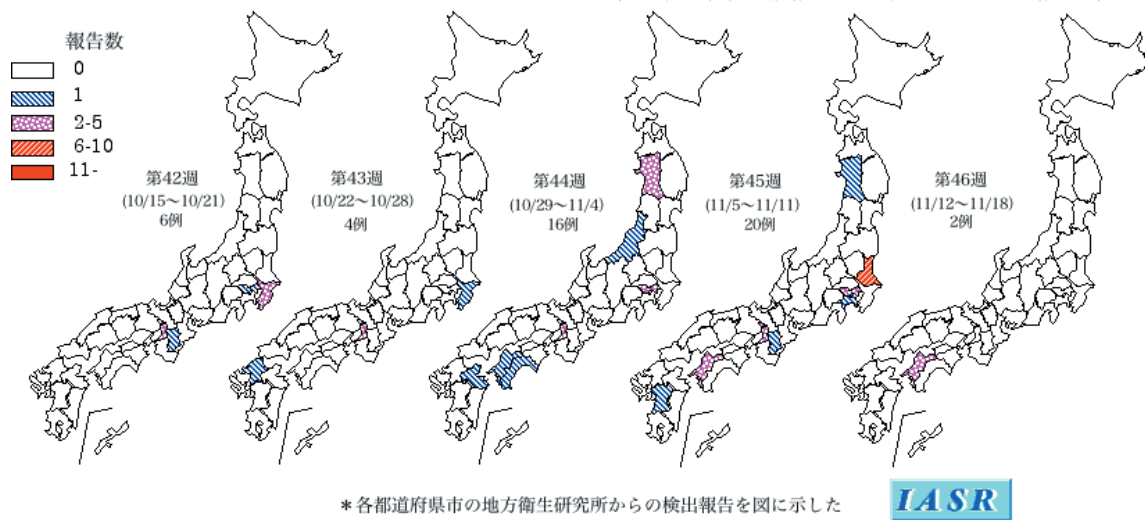 報告数
0
1
2-5
6-10
11-
第42週
(10/15～10/21)
6例
第43週
(10/22～10/28)
4例
第44週
(10/29～11/4)
16例
第45週
(11/5～11/11)
20例
第46週
(11/12～11/18)
2例
＊各都道府県市の地方衛生研究所からの検出報告を図に示した
IASR